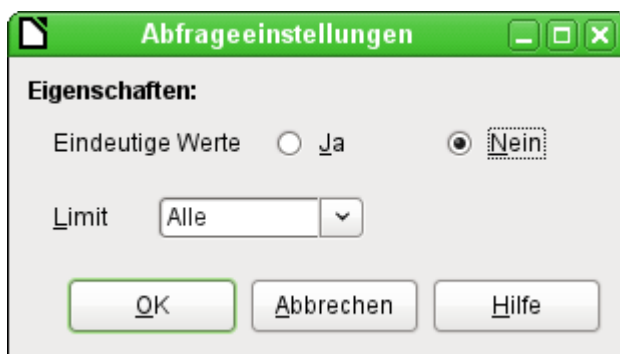 Abfrageeinstellungen
Eigenschaften:
Eindeutige Werte Ja Nein
Limit Alle
OK Abbrechen Hilfe